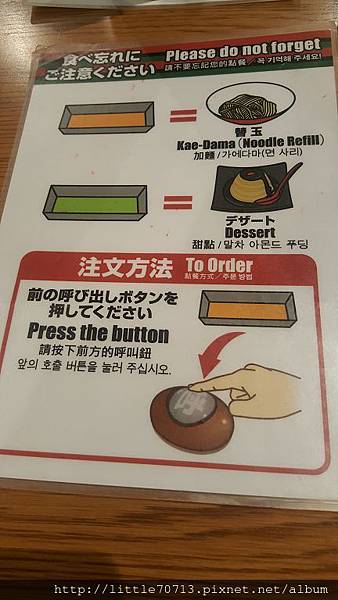 食べ忘れに
ご注意ください
Please do not forget
請不要忘記您的點餐／꼭 기억해 주세요!
替玉
Kae-Dama (Noodle Refill)
加麵/가에다마(면 사리)
デザート
Dessert
甜點/말차 아몬드 푸딩
注文方法 To Order
點餐方式／주문 방법
前の呼び出しボタンを
押してください
Press the button
請按下前方的呼叫鈕
앞의 호출 버튼을 눌러 주십시오.
呼
http://little70713.pixnet.net/album